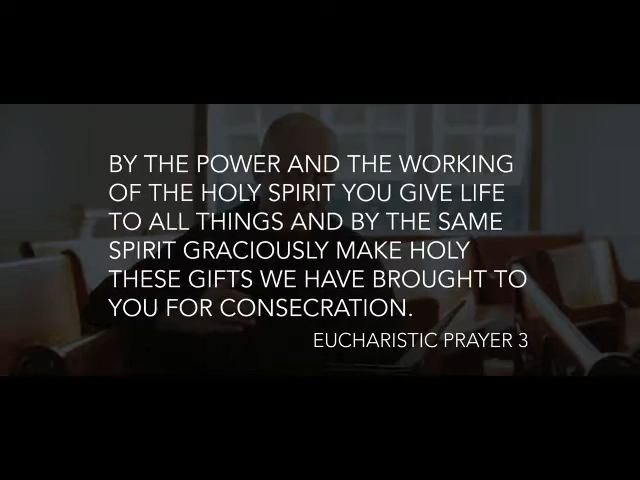 BY THE POWER AND THE WORKING
OF THE HOLY SPIRIT YOU GIVE LIFE
TO ALL THINGS AND BY THE SAME
SPIRIT GRACIOUSLY MAKE HOLY
THESE GIFTS WE HAVE BROUGHT TO
YOU FOR CONSECRATION.
EUCHARISTIC PRAYER 3